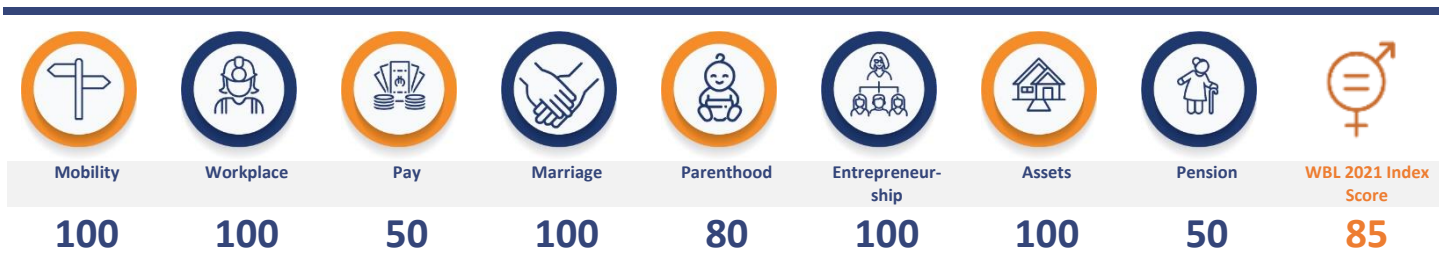 Mobility Workplace Pay Marriage Parenthood Entrepreneur-
ship Assets Pension WBL 2021 Index
Score
100 100 50 100 80 100 100 50 85